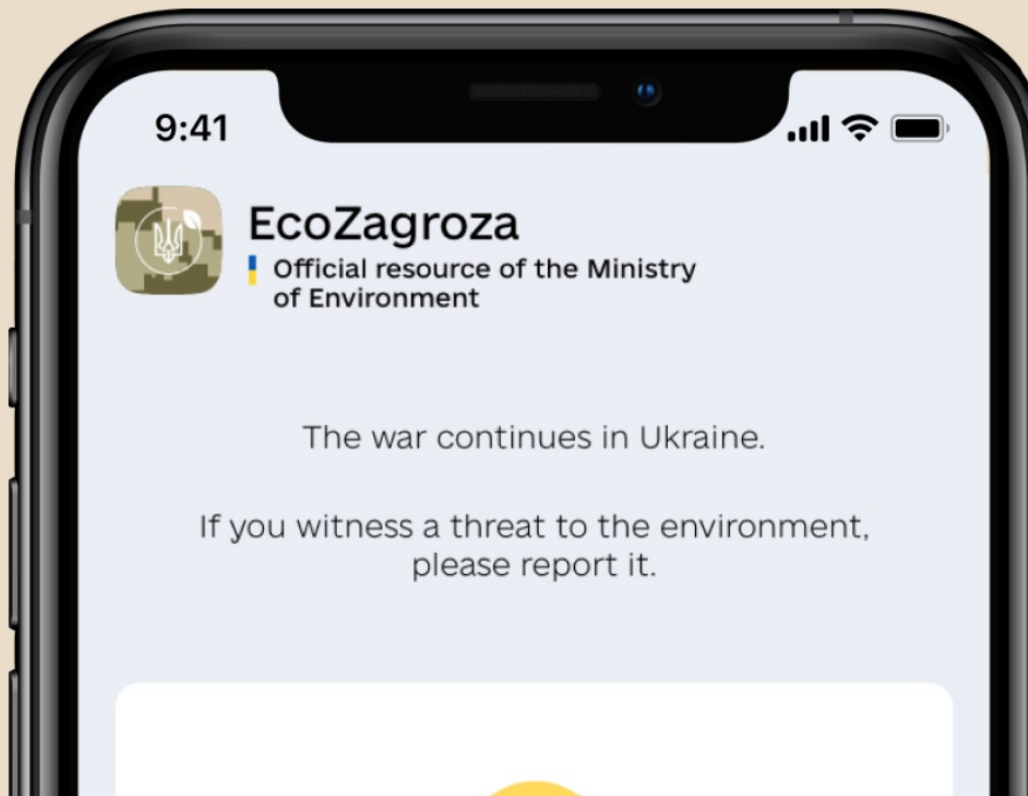 9:41
EcoZagroza
Official resource of the Ministry
of Environment
The war continues in Ukraine.
If you witness a threat to the environment,
please report it.